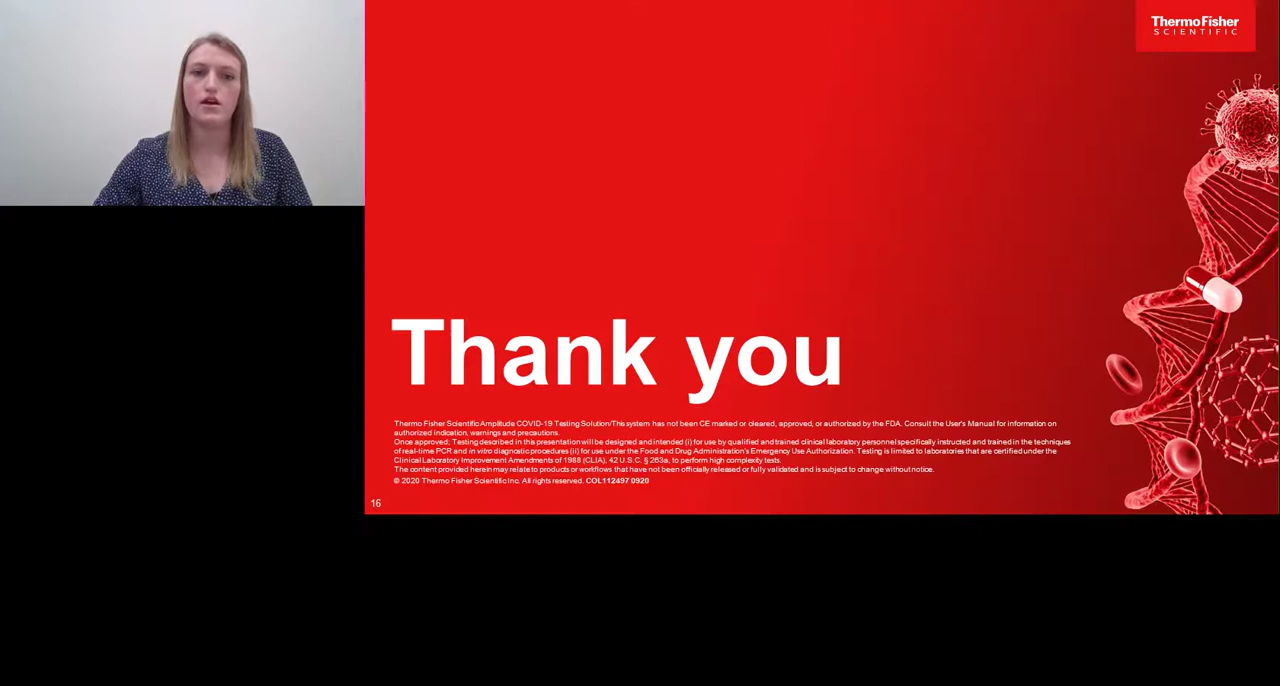 ThermoFisher
SCIENTIFIC
Thank you
Thermo Fisher Scientific Amplitude COVID-19 Testing Solution/This system has not been CE marked or cleared, approved, or authorized by the FDA. Consult the User's Manual for information on
authorized indication, warnings and precautions.
Once approved; Testing described in this presentation will be designed and intended (i) for use by qualified and trained clinical laboratory personnel specifically instructed and trained in the techniques
of real-time PCR and in vitro diagnostic procedures (ii) for use under the Food and Drug Administration's Emergency Use Authorization. Testing is limited to laboratories that are certified under the
Clinical Laboratory Improvement Amendments of 1988 (CLIA), 42 U.S.C. § 263a, to perform high complexity tests.
The content provided herein may relate to products or workflows that have not been officially released or fully validated and is subject to change without notice.
© 2020 Thermo Fisher Scientific Inc. All rights reserved. COL112497 0920
16